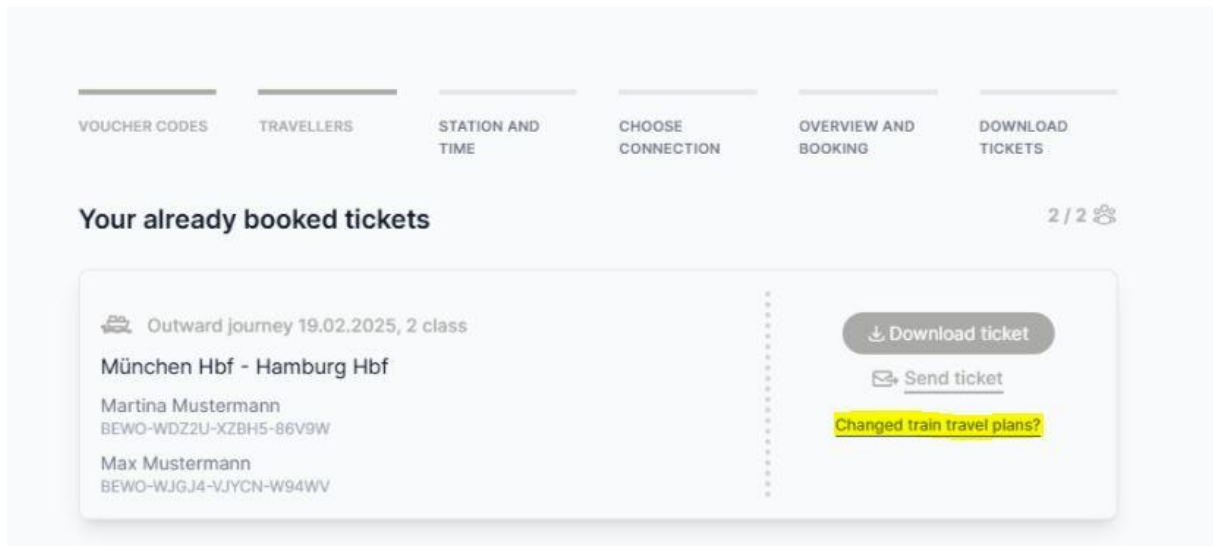 VOUCHER CODES
TRAVELLERS
STATION AND
TIME
CHOOSE
CONNECTION
OVERVIEW AND
BOOKING
DOWNLOAD
TICKETS
Your already booked tickets
2 / 2
Outward journey 19.02.2025, 2 class
München Hbf - Hamburg Hbf
Martina Mustermann
BEWO-WDZ2U-XZBH5-86V9W
Max Mustermann
BEWO-WJGJ4-VJYCN-W94WV
Download ticket
Send ticket
Changed train travel plans?